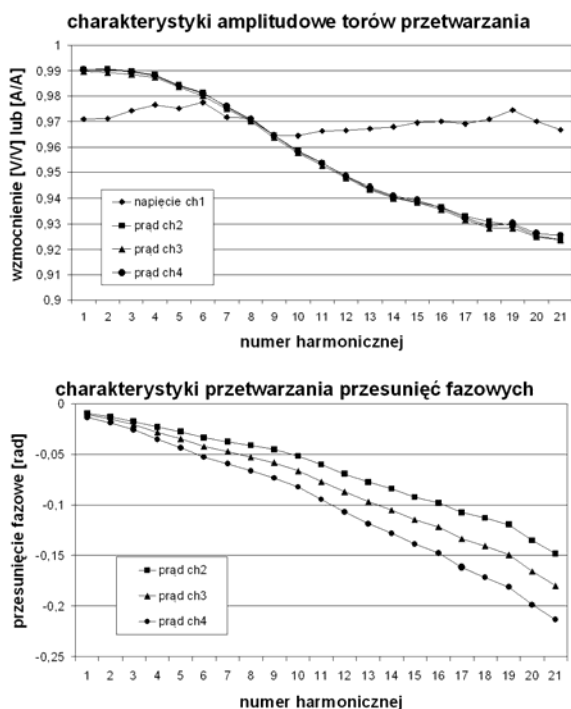 charakterystyki amplitudowe torów przetwarzania
wzmocnienie [V/V] lub [A/A]
1
0,99
0,98
0,97
0,96
0,95
0,94
0,93
0,92
0,91
0,9
napięcie ch1
prąd ch2
prąd ch3
prąd ch4
1 2 3 4 5 6 7 8 9 10 11 12 13 14 15 16 17 18 19 20 21
numer harmonicznej
charakterystyki przetwarzania przesunięć fazowych
przesunięcie fazowe [rad]
0
-0,05
-0,1
-0,15
-0,2
-0,25
prąd ch2
prąd ch3
prąd ch4
1 2 3 4 5 6 7 8 9 10 11 12 13 14 15 16 17 18 19 20 21
numer harmonicznej